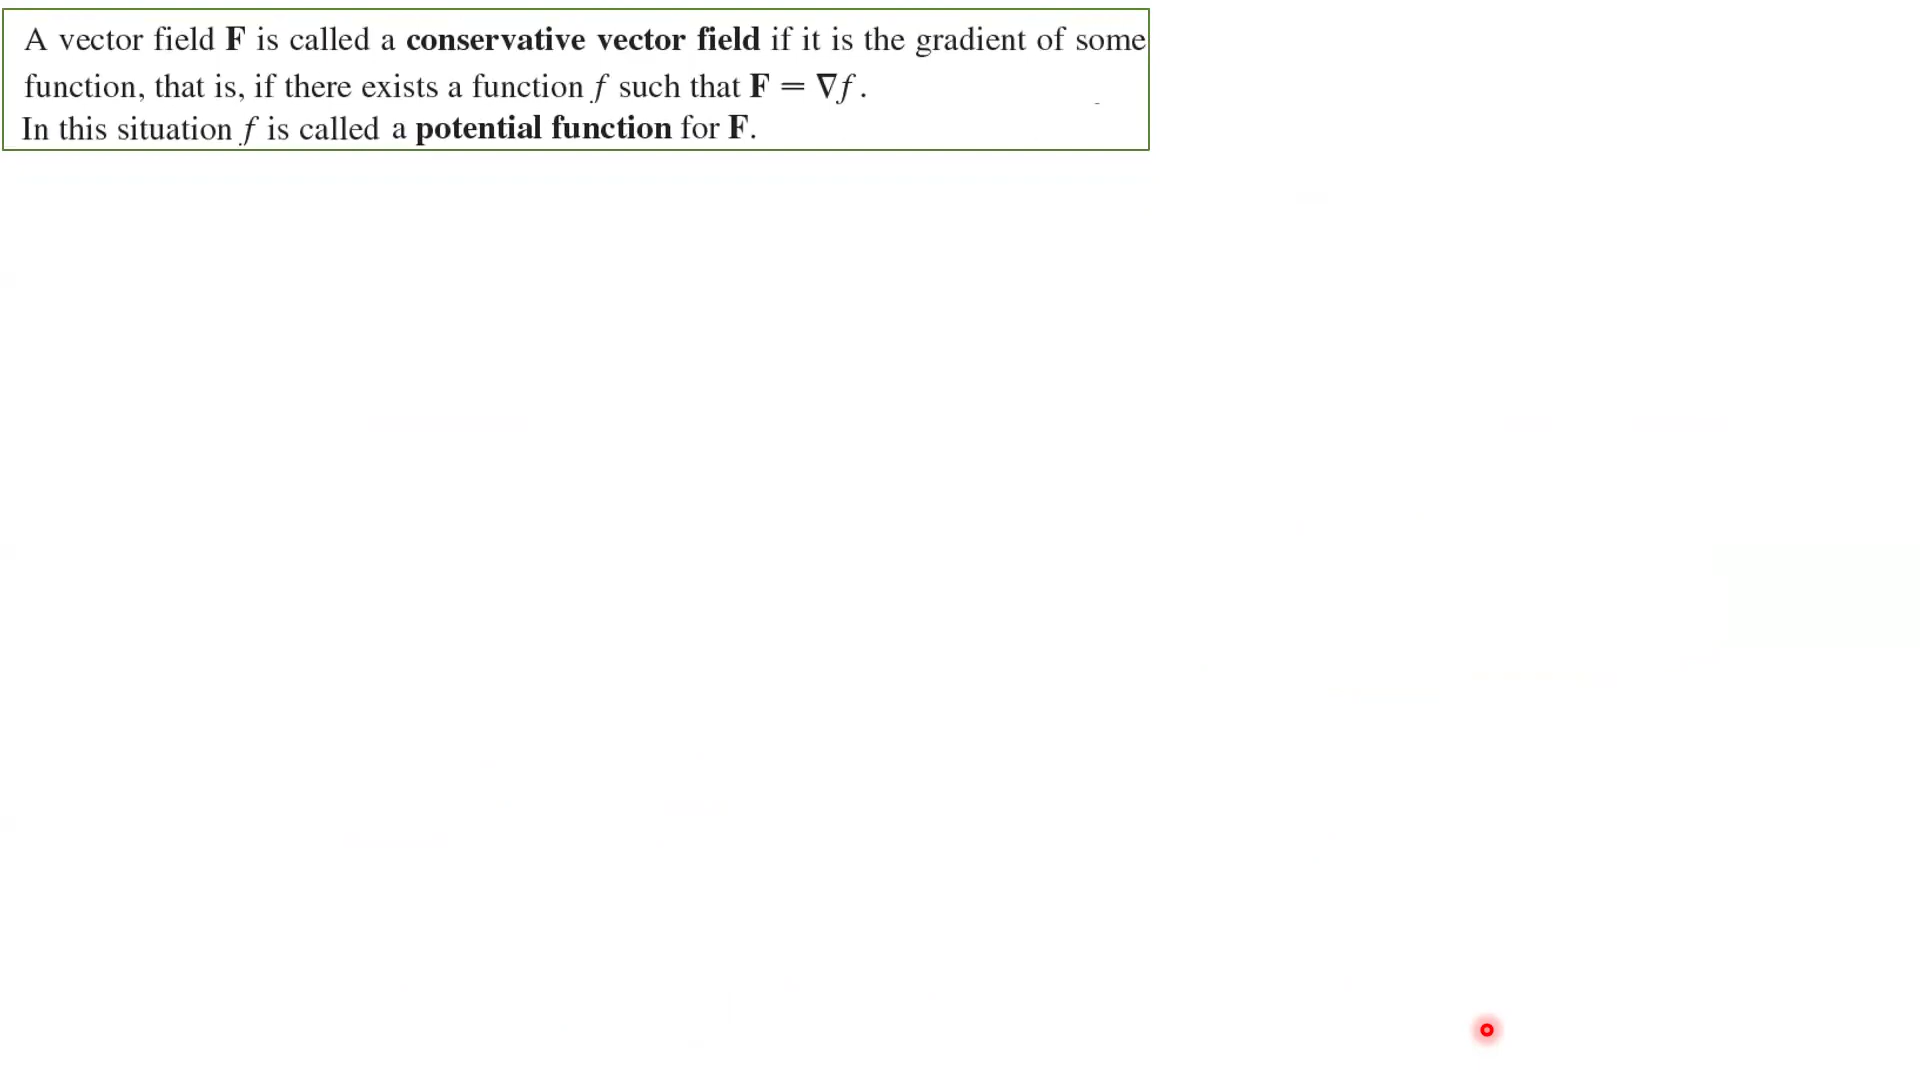 A vector field F is called a conservative vector field if it is the gradient of some
function, that is, if there exists a function f such that F = ∇f.
In this situation f is called a potential function for F.